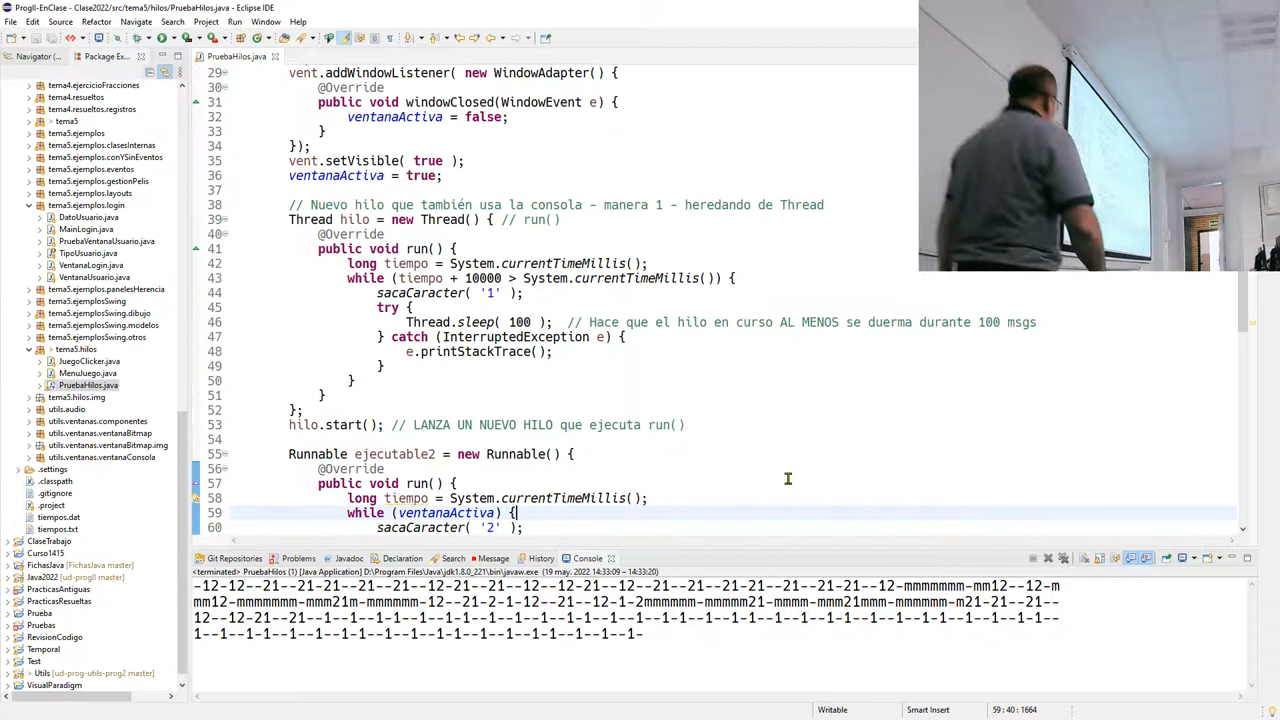 ProgII-EnClase - Clase2022/src/tema5/hilos/PruebaHilos.java - Eclipse IDE
File Edit Source Refactor Navigate Search Project Run Window Help
Navigator (...
Package Ex...
PruebaHilos.java
tema4.ejercicioFracciones
tema4.resueltos
tema4.resueltos.registros
> tema5
tema5.ejemplos
tema5.ejemplos.clasesInternas
tema5.ejemplos.conYSinEventos
tema5.ejemplos.eventos
tema5.ejemplos.gestionPelis
tema5.ejemplos.layouts
tema5.ejemplos.login
DatoUsuario.java
MainLogin.java
PruebaVentanaUsuario.java
TipoUsuario.java
VentanaLogin.java
VentanaUsuario.java
tema5.ejemplos.panelesHerencia
tema5.ejemplosSwing
tema5.ejemplosSwing.dibujo
tema5.ejemplosSwing.modelos
tema5.ejemplosSwing.otros
> tema5.hilos
JuegoClicker.java
MenuJuego.java
PruebaHilos.java
tema5.hilos.img
utils.audio
utils.ventanas.componentes
utils.ventanas.ventanaBitmap
utils.ventanas.ventanaBitmap.img
utils.ventanas.ventanaConsola
.settings
.classpath
.gitignore
.project
tiempos.dat
tiempos.txt
ClaseTrabajo
Curso1415
FichasJava (FichasJava master)
Java2022 [ud-progII master]
PracticasAntiguas
PracticasResueltas
Prueba
Pruebas
RevisionCodigo
Temporal
Test
> Utils [ud-prog-utils-prog2 master]
VisualParadigm
29 vent.addWindowListener( new WindowAdapter() {
30 @Override
31 public void windowClosed(WindowEvent e) {
32 ventanaActiva = false;
33 }
34 });
35 vent.setVisible( true );
36 ventanaActiva = true;
37
38 // Nuevo hilo que también usa la consola - manera 1 - heredando de Thread
39 Thread hilo = new Thread() { // run()
40 @Override
41 public void run() {
42 long tiempo = System.currentTimeMillis();
43 while (tiempo + 10000 > System.currentTimeMillis()) {
44 sacaCaracter( '1' );
45 try {
46 Thread.sleep( 100 ); // Hace que el hilo en curso AL MENOS se duerma durante 100 msgs
47 } catch (InterruptedException e) {
48 e.printStackTrace();
49 }
50 }
51 }
52 };
53 hilo.start(); // LANZA UN NUEVO HILO que ejecuta run()
54
55 Runnable ejecutable2 = new Runnable() {
56 @Override
57 public void run() {
58 long tiempo = System.currentTimeMillis();
59 while (ventanaActiva) {
60 sacaCaracter( '2' );
Git Repositories Problems Javadoc Declaration Search Message History Console
<terminated> PruebaHilos (1) [Java Application] D:\Program Files\Java\jdk1.8.0_221\bin\javaw.exe (19 may. 2022 14:33:09 – 14:33:20)
-12-12--21--21--21--21--12--12--21--12--21--21--21--21--21--12-mmmmmmm-mm12--12-m
mm12-mmmmmmm-mmm21m-mmmmmm-12--21-2-1-12--21--12-1-2mmmmmm-mmmmm21-mmmm-mmm21mmm-mmmmmm-m21-21--21--
12--12-21--21--1--1--1-1--1--1--1--1--1--1--1--1--1--1-1--1--1--1--1--1--1--1--1--1--1-1--1--1-1--
1--1--1-1--1--1--1--1--1--1--1--1--1--1--1--1-
Writable
Smart Insert
59 : 40 : 1664